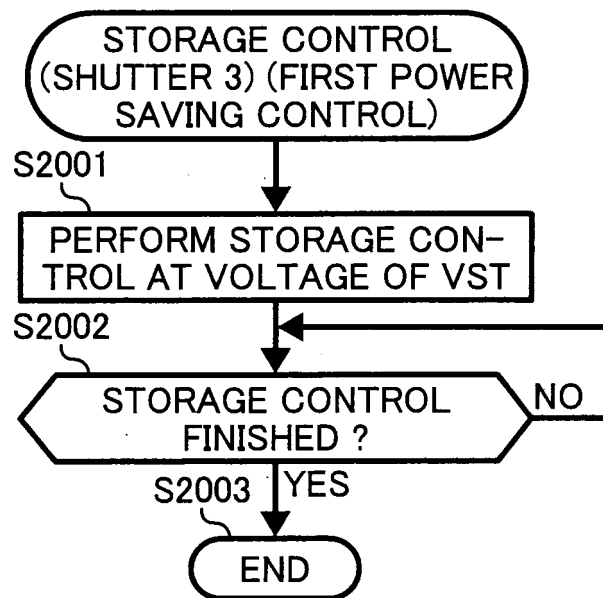 STORAGE CONTROL
(SHUTTER 3) (FIRST POWER
SAVING CONTROL)
S2001
PERFORM STORAGE CON-
TROL AT VOLTAGE OF VST
S2002
STORAGE CONTROL
FINISHED ?
NO
S2003
YES
END